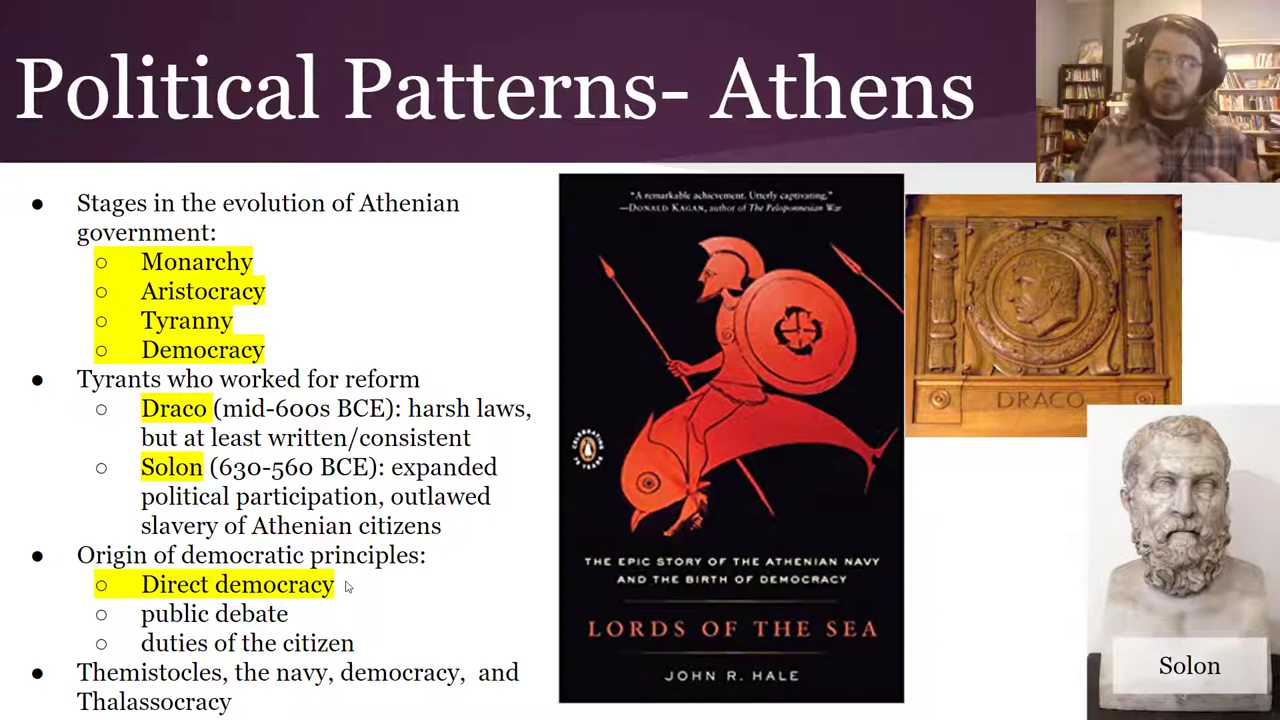 Political Patterns- Athens
● Stages in the evolution of Athenian
government:
○ Monarchy
○ Aristocracy
○ Tyranny
○ Democracy
● Tyrants who worked for reform
○ Draco (mid-600s BCE): harsh laws,
but at least written/consistent
○ Solon (630-560 BCE): expanded
political participation, outlawed
slavery of Athenian citizens
● Origin of democratic principles:
○ Direct democracy
○ public debate
○ duties of the citizen
● Themistocles, the navy, democracy, and
Thalassocracy
"A remarkable achievement. Utterly captivating."
—DONALD KAGAN, author of The Peloponnesian War
CELEBRATING
YEARS
THE EPIC STORY OF THE ATHENIAN NAVY
AND THE BIRTH OF DEMOCRACY
LORDS OF THE SEA
JOHN R. HALE
DRACO
Solon